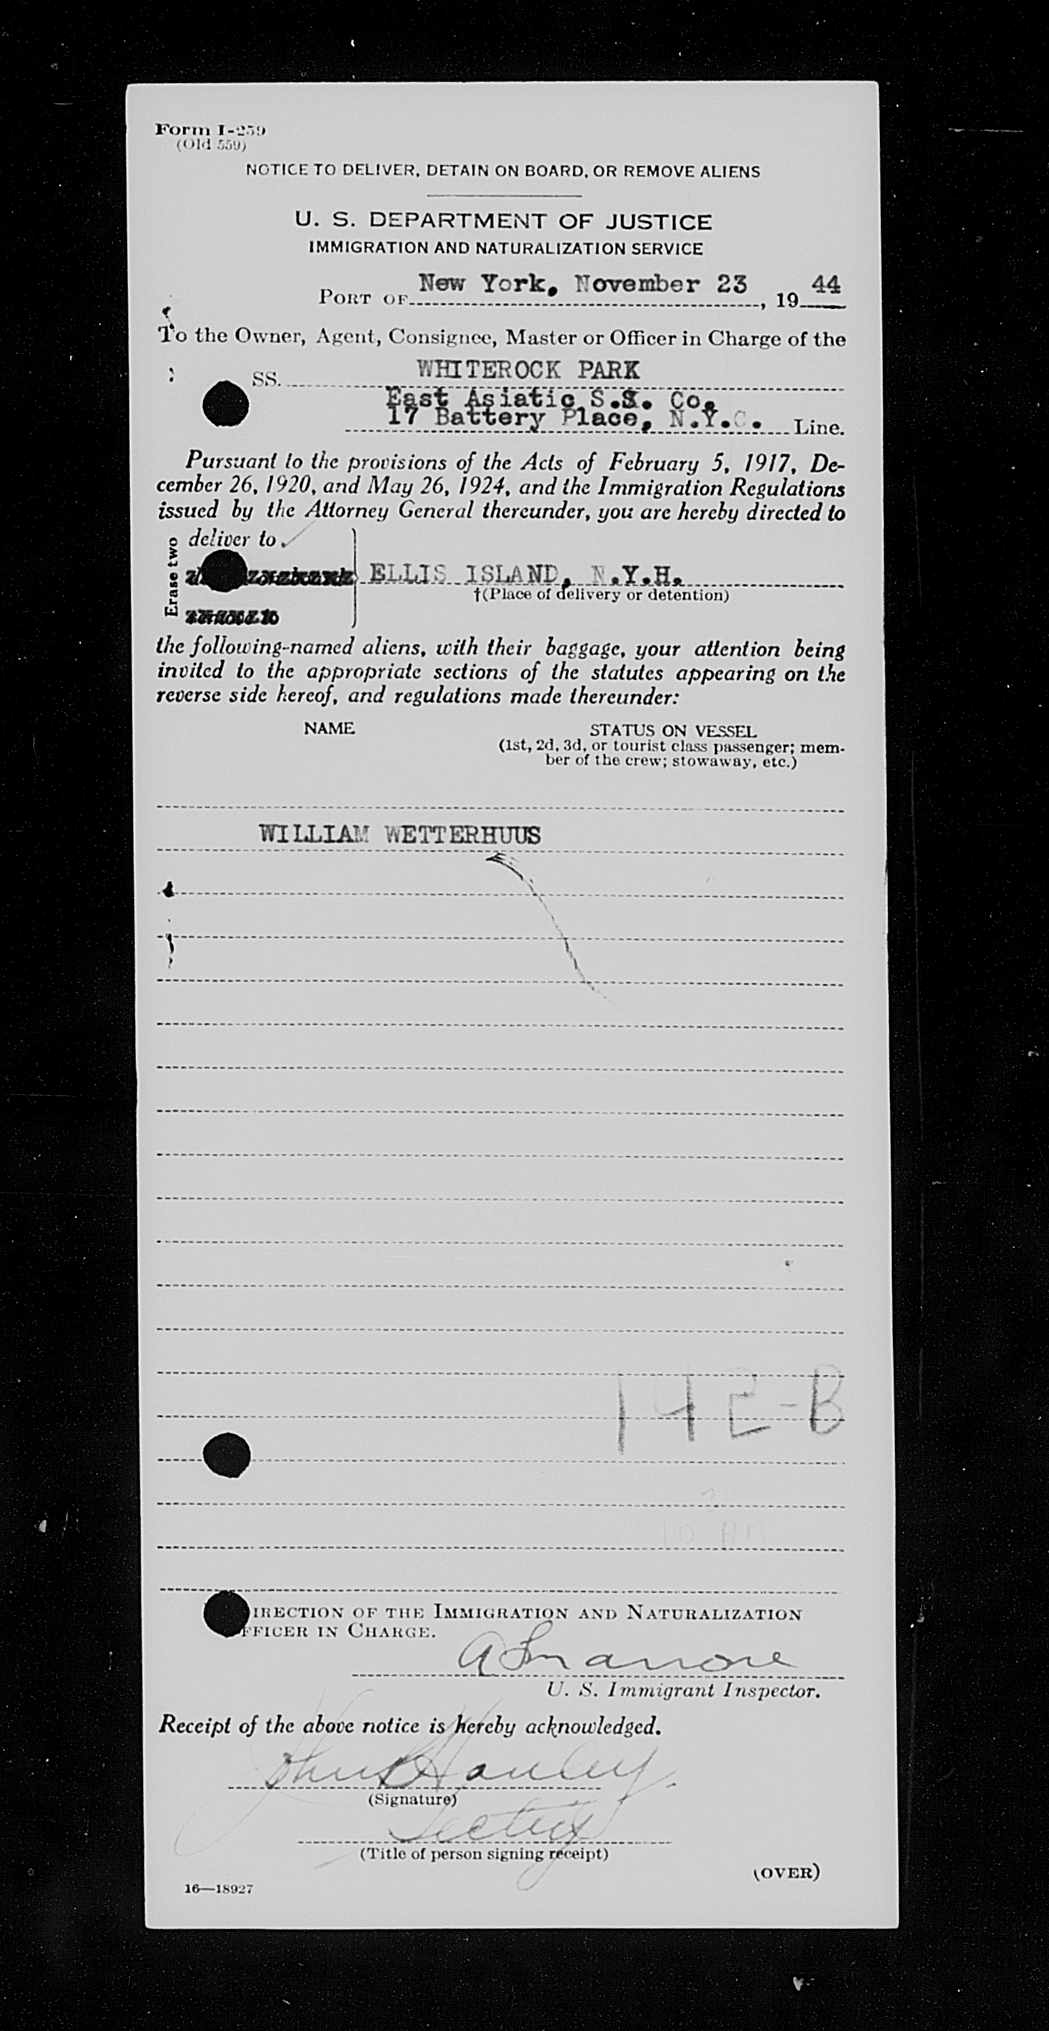 Form I-259
(Old 559)
NOTICE TO DELIVER, DETAIN ON BOARD, OR REMOVE ALIENS
U. S. DEPARTMENT OF JUSTICE
IMMIGRATION AND NATURALIZATION SERVICE
PORT OF New York, November 23, 1944
To the Owner, Agent, Consignee, Master or Officer in Charge of the
SS. WHITEROCK PARK
East Asiatic S.S. Co.
17 Battery Place, N.Y.C. Line.
Pursuant to the provisions of the Acts of February 5, 1917, De-
cember 26, 1920, and May 26, 1924, and the Immigration Regulations
issued by the Attorney General thereunder, you are hereby directed to
Erase two
deliver to
ELLIS ISLAND, N.Y.H.
†(Place of delivery or detention)
the following-named aliens, with their baggage, your attention being
invited to the appropriate sections of the statutes appearing on the
reverse side hereof, and regulations made thereunder:
NAME STATUS ON VESSEL
(1st, 2d, 3d, or tourist class passenger; mem-
ber of the crew; stowaway, etc.)
WILLIAM WETTERHUUS
142-B
IRECTION OF THE IMMIGRATION AND NATURALIZATION
FFICER IN CHARGE.
U. S. Immigrant Inspector.
Receipt of the above notice is hereby acknowledged.
(Signature)
(Title of person signing receipt)
(OVER)
16—18927